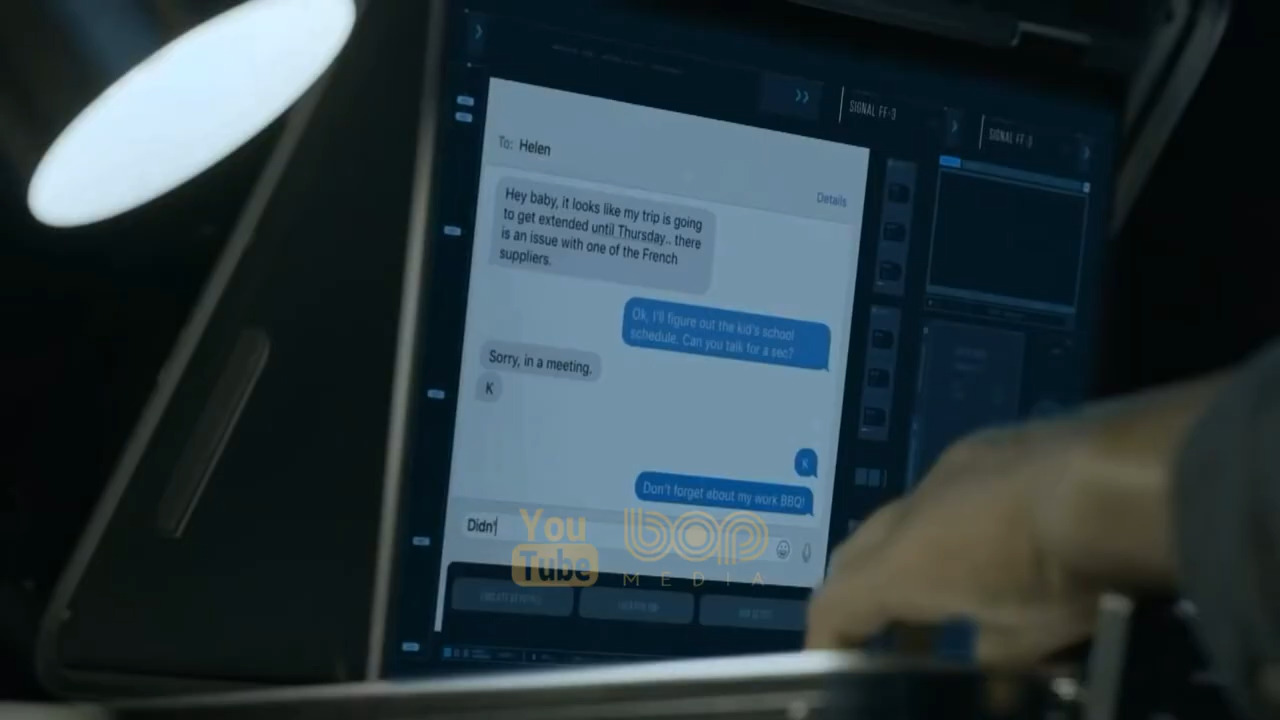 SIGNAL FF-3
SIGNAL FF-3
To: Helen
Details
Hey baby, it looks like my trip is going
to get extended until Thursday.. there
is an issue with one of the French
suppliers.
Ok, I'll figure out the kid's school
schedule. Can you talk for a sec?
Sorry, in a meeting.
K
K
Don't forget about my work BBQ!
Didn'
You
Tube
bop
MEDIA